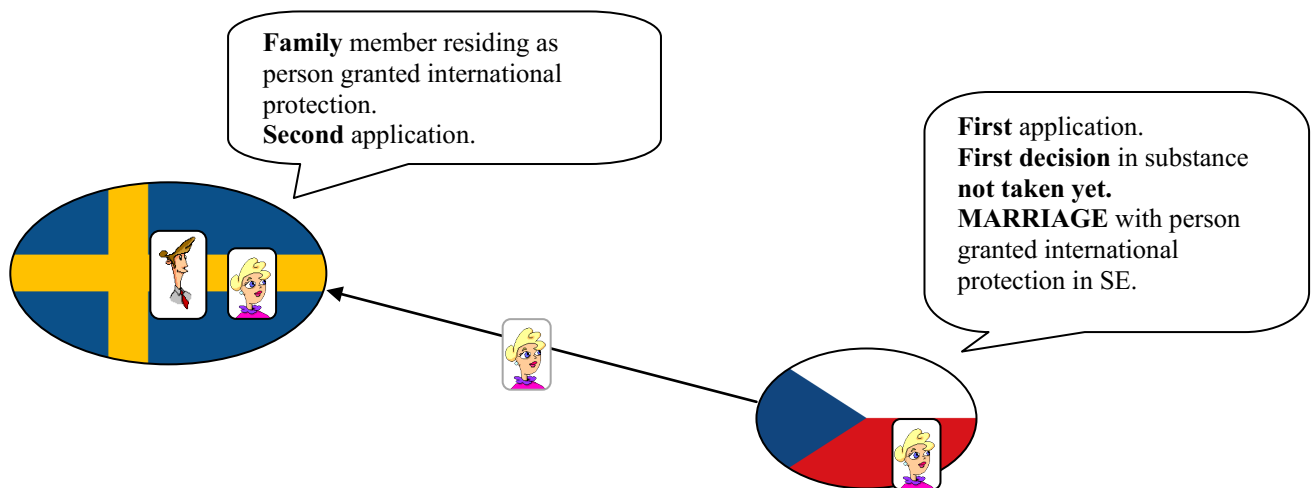 Family member residing as
person granted international
protection.
Second application.
First application.
First decision in substance
not taken yet.
MARRIAGE with person
granted international
protection in SE.